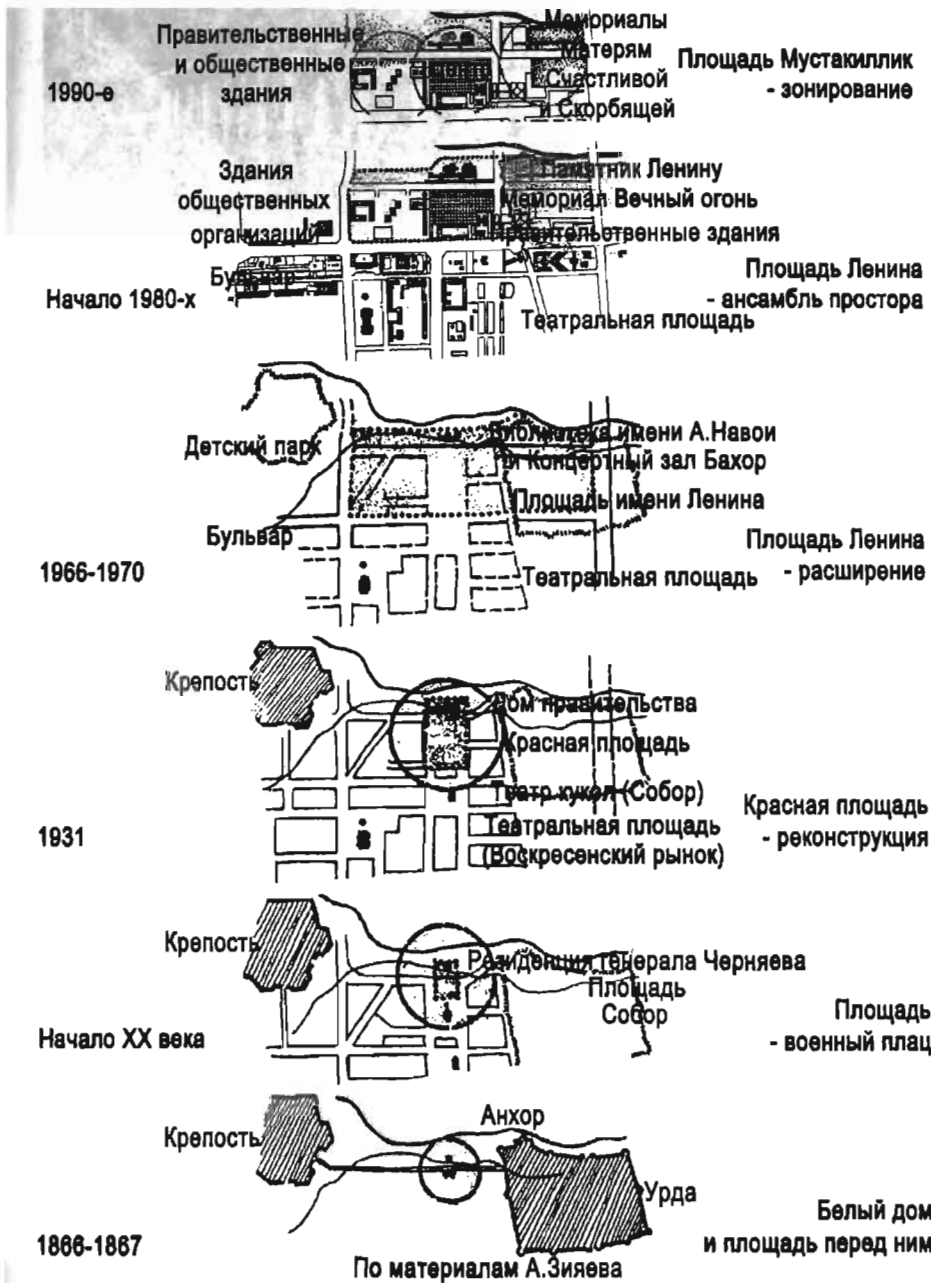 Правительственные
и общественные
здания
1990-е
Мемориалы
Матерям
Счастливой
и Скорбящей
Площадь Мустакиллик
- зонирование
Здания
общественных
организаций
Бульвар
Начало 1980-х
Памятник Ленину
Мемориал Вечный огонь
Правительственные здания
Театральная площадь
Площадь Ленина
- ансамбль простора
Детский парк
Бульвар
1966-1970
Библиотека имени А.Навои
и Концертный зал Бахор
Площадь имени Ленина
Театральная площадь
Площадь Ленина
- расширение
Крепость
1931
Дом правительства
Красная площадь
Театр кукол (Собор)
Театральная площадь
(Воскресенский рынок)
Красная площадь
- реконструкция
Крепость
Начало XX века
Резиденция генерала Черняева
Площадь
Собор
Площадь
- военный плац
Крепость
1866-1867
Анхор
Урда
Белый дом
и площадь перед ним
По материалам А.Зияева